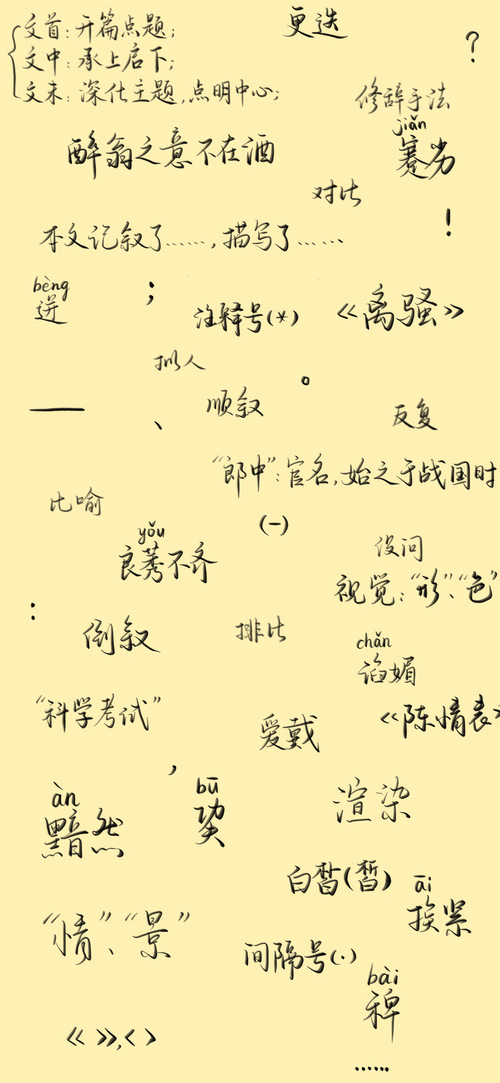 文首：开篇点题；
文中：承上启下；
文末：深化主题，点明中心；
更迭
？
修辞手法
醉翁之意不在酒
jiǎn
蹇劣
对比
！
本文记叙了……，描写了……
bèng
迸
；
注释号(*)
《离骚》
拟人
。
——
顺叙
、
反复
“郎中”：官名，始之于战国时
比喻
(一)
yǒu
良莠不齐
设问
视觉：“形”、“色”
：
倒叙
排比
chǎn
谄媚
“科学考试”
爱戴
《陈情表》
，
àn
黯然
bū
渲染
白皙(皙)
āi
挨紧
“情”、“景”
间隔号(·)
bài
稗
《 》，〈 〉
……